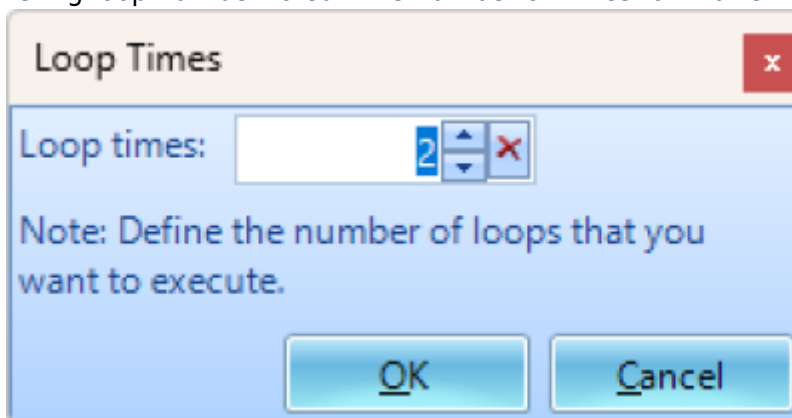 Loop Times
x
Loop times: 2
Note: Define the number of loops that you
want to execute.
OK Cancel